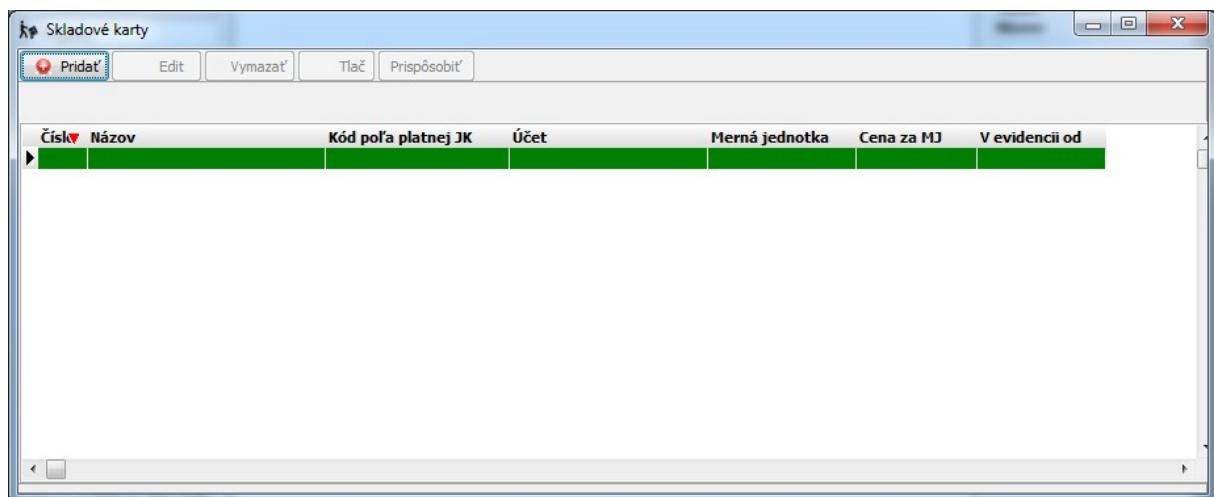 Skladové karty
Pridať Edit Vymazať Tlač Prispôsobiť
Čísl Názov Kód poľa platnej JK Účet Merná jednotka Cena za MJ V evidencii od